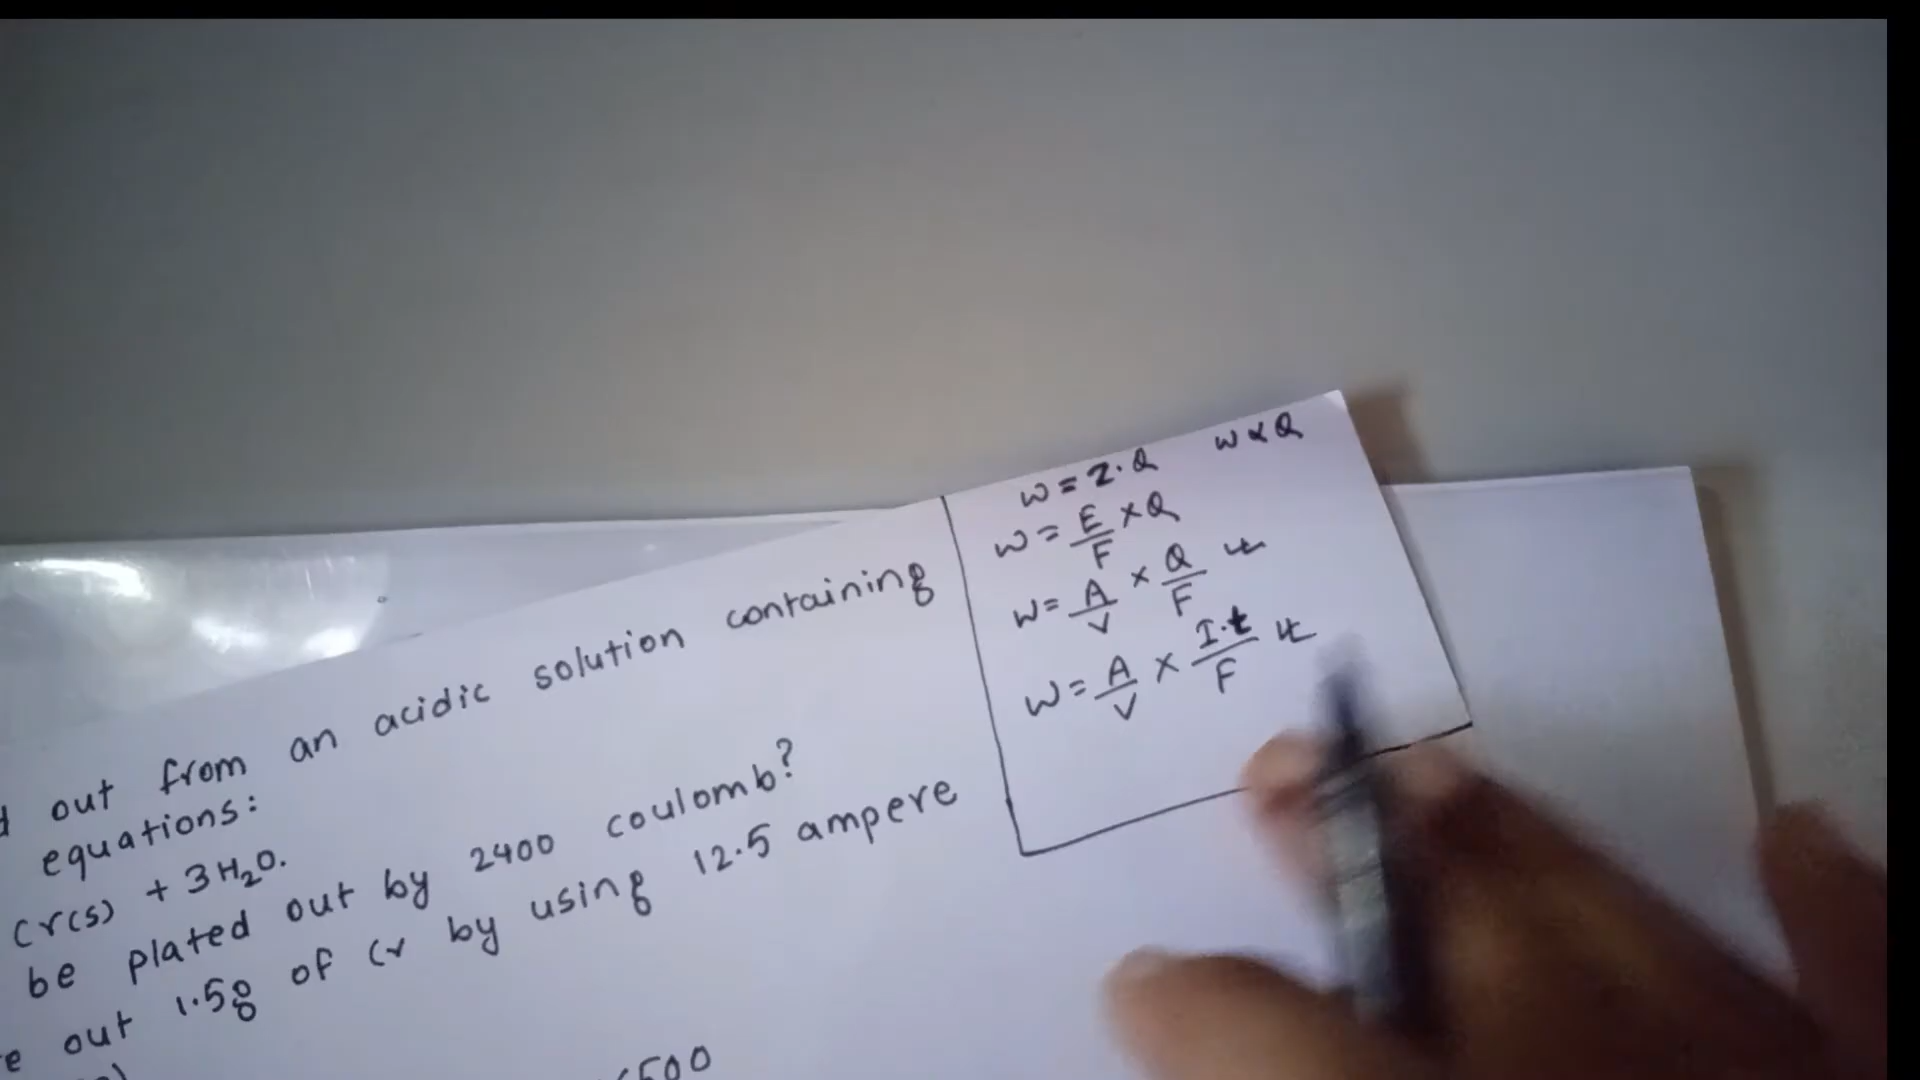 out from an acidic solution containing
equations:
Cr(s) + 3H₂O.
be plated out by 2400 coulomb?
out 1.5g of Cr by using 12.5 ampere
500
W = Z.Q W ∝ Q
W = E/F × Q
W = A/V × Q/F
W = A/V × I.t/F